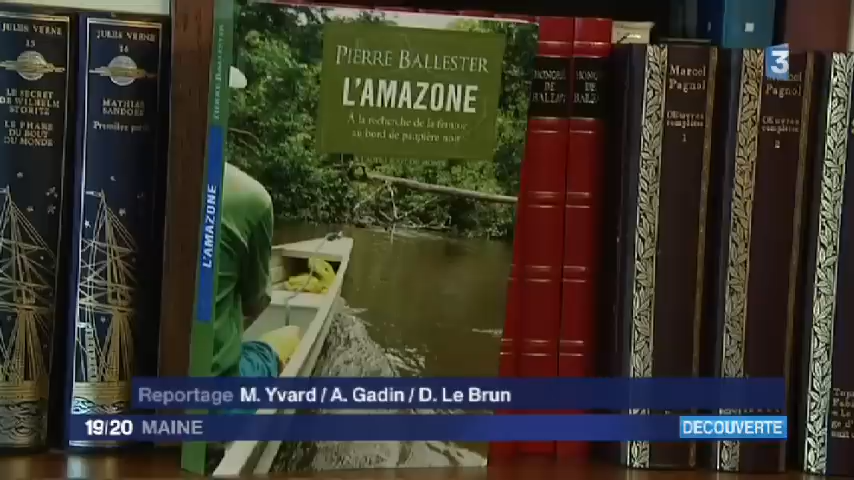 JULES VERNE
15
LE SECRET
DE WILHELM
STORITZ
LE PHARE
DU BOUT
DU MONDE
JULES VERNE
16
MATHIAS
SANDORF
Première partie
PIERRE BALLESTER
L'AMAZONE
PIERRE BALLESTER
L'AMAZONE
A la recherche de la femme
au bord de paupière noir
HONORÉ
DE BALZAC
HONORÉ
DE BALZAC
Marcel
Pagnol
Œuvres
complètes
1
Marcel
Pagnol
Œuvres
complètes
2
3
Reportage M. Yvard / A. Gadin / D. Le Brun
19/20 MAINE
DECOUVERTE